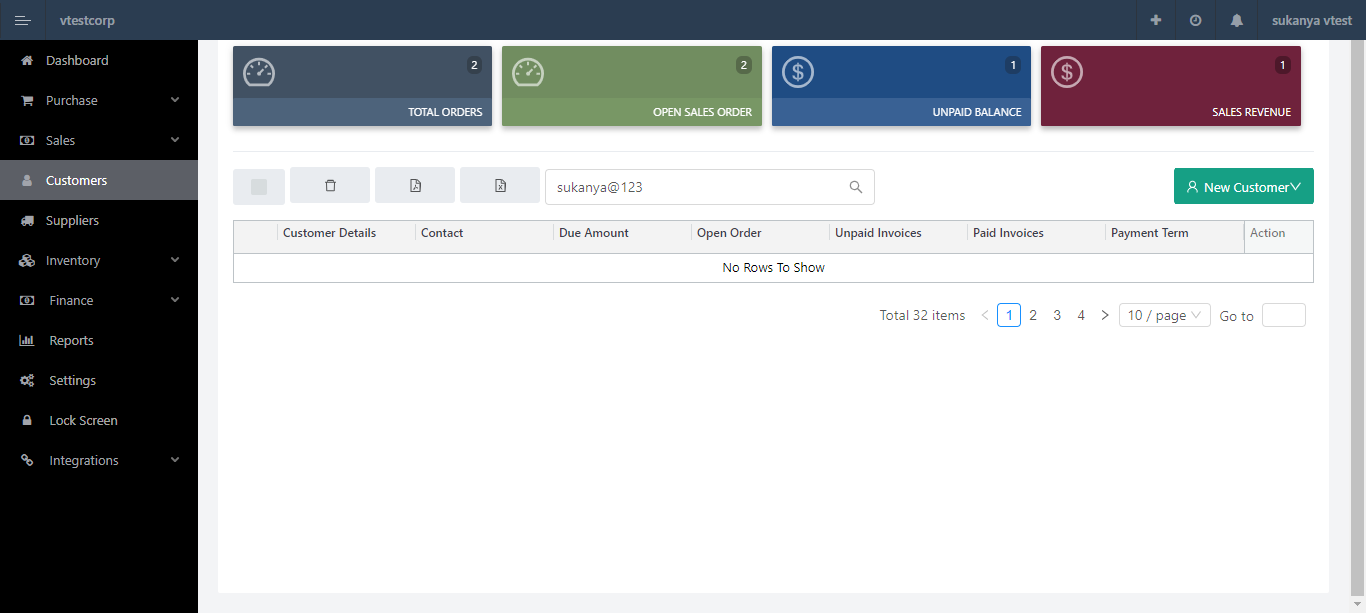 vtestcorp
sukanya vtest
Dashboard
Purchase
Sales
Customers
Suppliers
Inventory
Finance
Reports
Settings
Lock Screen
Integrations
2
TOTAL ORDERS
2
OPEN SALES ORDER
1
UNPAID BALANCE
1
SALES REVENUE
sukanya@123
New Customer
Customer Details Contact Due Amount Open Order Unpaid Invoices Paid Invoices Payment Term Action
No Rows To Show
Total 32 items < 1 2 3 4 > 10 / page Go to